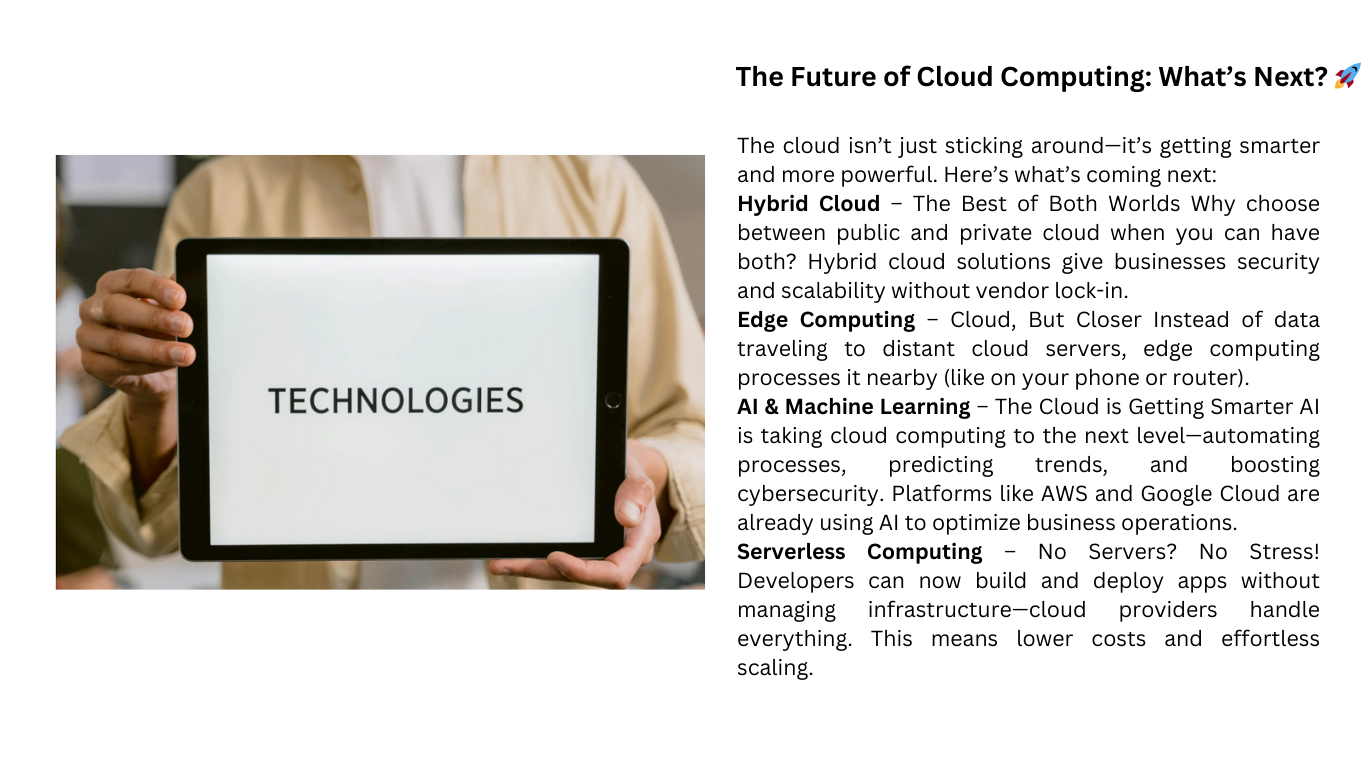 The Future of Cloud Computing: What's Next? 🚀
TECHNOLOGIES
The cloud isn't just sticking around—it's getting smarter
and more powerful. Here's what's coming next:
Hybrid Cloud – The Best of Both Worlds Why choose
between public and private cloud when you can have
both? Hybrid cloud solutions give businesses security
and scalability without vendor lock-in.
Edge Computing – Cloud, But Closer Instead of data
traveling to distant cloud servers, edge computing
processes it nearby (like on your phone or router).
AI & Machine Learning – The Cloud is Getting Smarter AI
is taking cloud computing to the next level—automating
processes, predicting trends, and boosting
cybersecurity. Platforms like AWS and Google Cloud are
already using AI to optimize business operations.
Serverless Computing – No Servers? No Stress!
Developers can now build and deploy apps without
managing infrastructure—cloud providers handle
everything. This means lower costs and effortless
scaling.